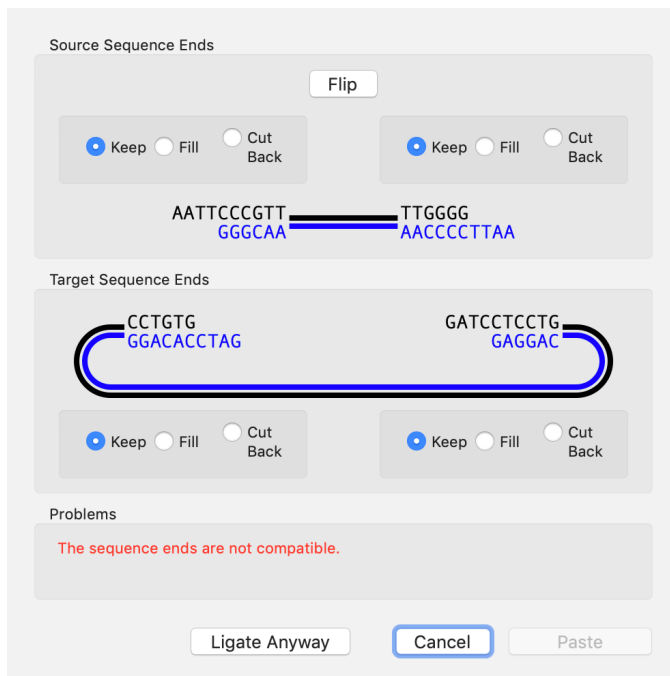 Source Sequence Ends
Flip
Keep Fill Cut Back Keep Fill Cut Back
AATTCCCGTT TTGGGG
GGGCAA AACCCCTTAA
Target Sequence Ends
CCTGTG GATCCTCCTG
GGACACCTAG GAGGAC
Keep Fill Cut Back Keep Fill Cut Back
Problems
The sequence ends are not compatible.
Ligate Anyway Cancel Paste